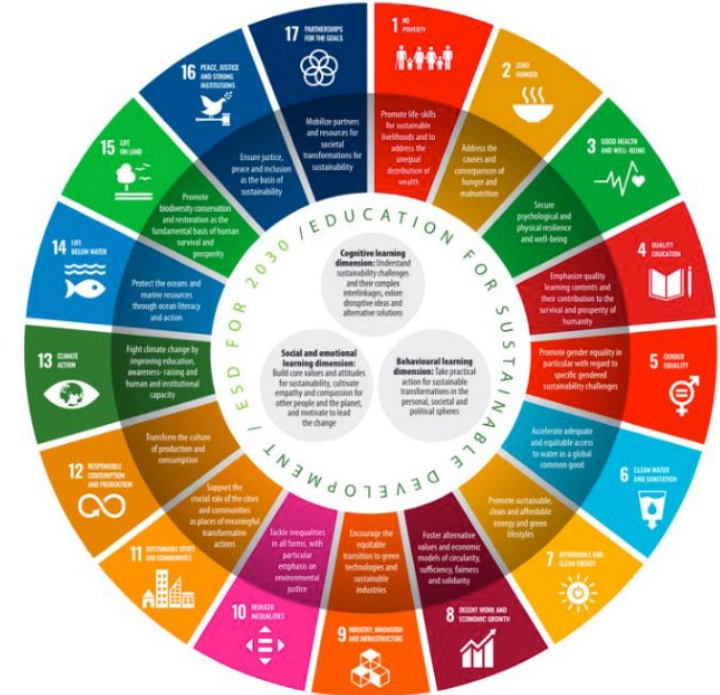 1 NO
POVERTY
Promote life-skills
for sustainable
livelihoods and to
address the
unequal
distribution of
wealth
2 ZERO
HUNGER
Address the
causes and
consequences of
hunger and
malnutrition
3 GOOD HEALTH
AND WELL-BEING
Secure
psychological and
physical resilience
and well-being
4 QUALITY
EDUCATION
Emphasize quality
learning contents and
their contribution to the
survival and prosperity of
humanity
5 GENDER
EQUALITY
Promote gender equality in
particular with regard to
specific gendered
sustainability challenges
6 CLEAN WATER
AND SANITATION
Accelerate adequate
and equitable access
to water as a global
common good
7 AFFORDABLE AND
CLEAN ENERGY
Promote sustainable,
clean and affordable
energy and green
lifestyles
8 DECENT WORK AND
ECONOMIC GROWTH
Foster alternative
values and economic
models of circularity,
sufficiency, fairness
and solidarity
9 INDUSTRY, INNOVATION
AND INFRASTRUCTURE
Encourage the
equitable
transition to green
technologies and
sustainable
industries
10 REDUCED
INEQUALITIES
Tackle inequalities
in all forms, with
particular
emphasis on
environmental
justice
11 SUSTAINABLE CITIES
AND COMMUNITIES
Support the
crucial role of the cities
and communities
as places of meaningful
transformative
actions
12 RESPONSIBLE
CONSUMPTION
AND PRODUCTION
Transform the culture
of production and
consumption
13 CLIMATE
ACTION
Fight climate change by
improving education,
awareness- raising and
human and institutional
capacity
14 LIFE
BELOW WATER
Protect the oceans and
marine resources
through ocean literacy
and action
15 LIFE
ON LAND
Promote
biodiversity conservation
and restoration as the
fundamental basis of human
survival and
prosperity
16 PEACE, JUSTICE
AND STRONG
INSTITUTIONS
Ensure justice,
peace and inclusion
as the basis of
sustainability
17 PARTNERSHIPS
FOR THE GOALS
Mobilize partners
and resources for
societal
transformations for
sustainability
/ ESD FOR 2030 / EDUCATION FOR SUSTAINABLE DEVELOPMENT
Cognitive learning
dimension: Understand
sustainability challenges
and their complex
interlinkages, exlore
disruptive ideas and
alternative solutions
Social and emotional
learning dimension:
Build core values and attitudes
for sustainability, cultivate
empathy and compassion for
other people and the planet,
and motivate to lead
the change
Behavioural learning
dimension: Take practical
action for sustainable
transformations in the
personal, societal and
political spheres